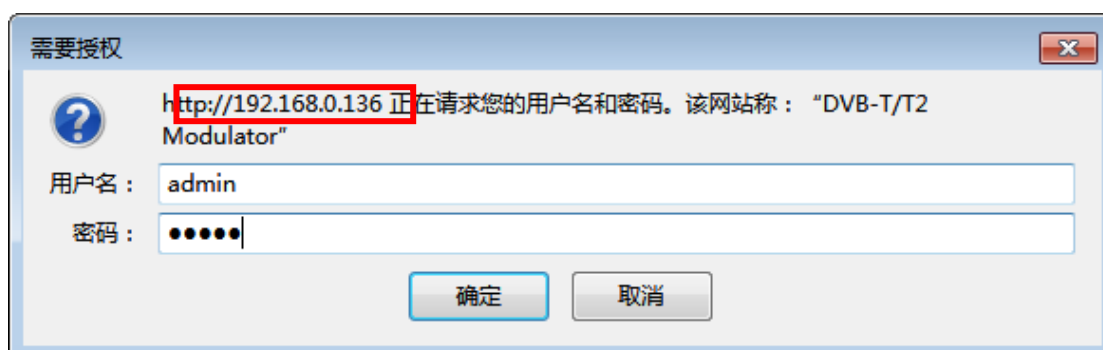 需要授权
http://192.168.0.136 正在请求您的用户名和密码。该网站称： “DVB-T/T2
Modulator”
用户名： admin
密码： ●●●●●
确定 取消